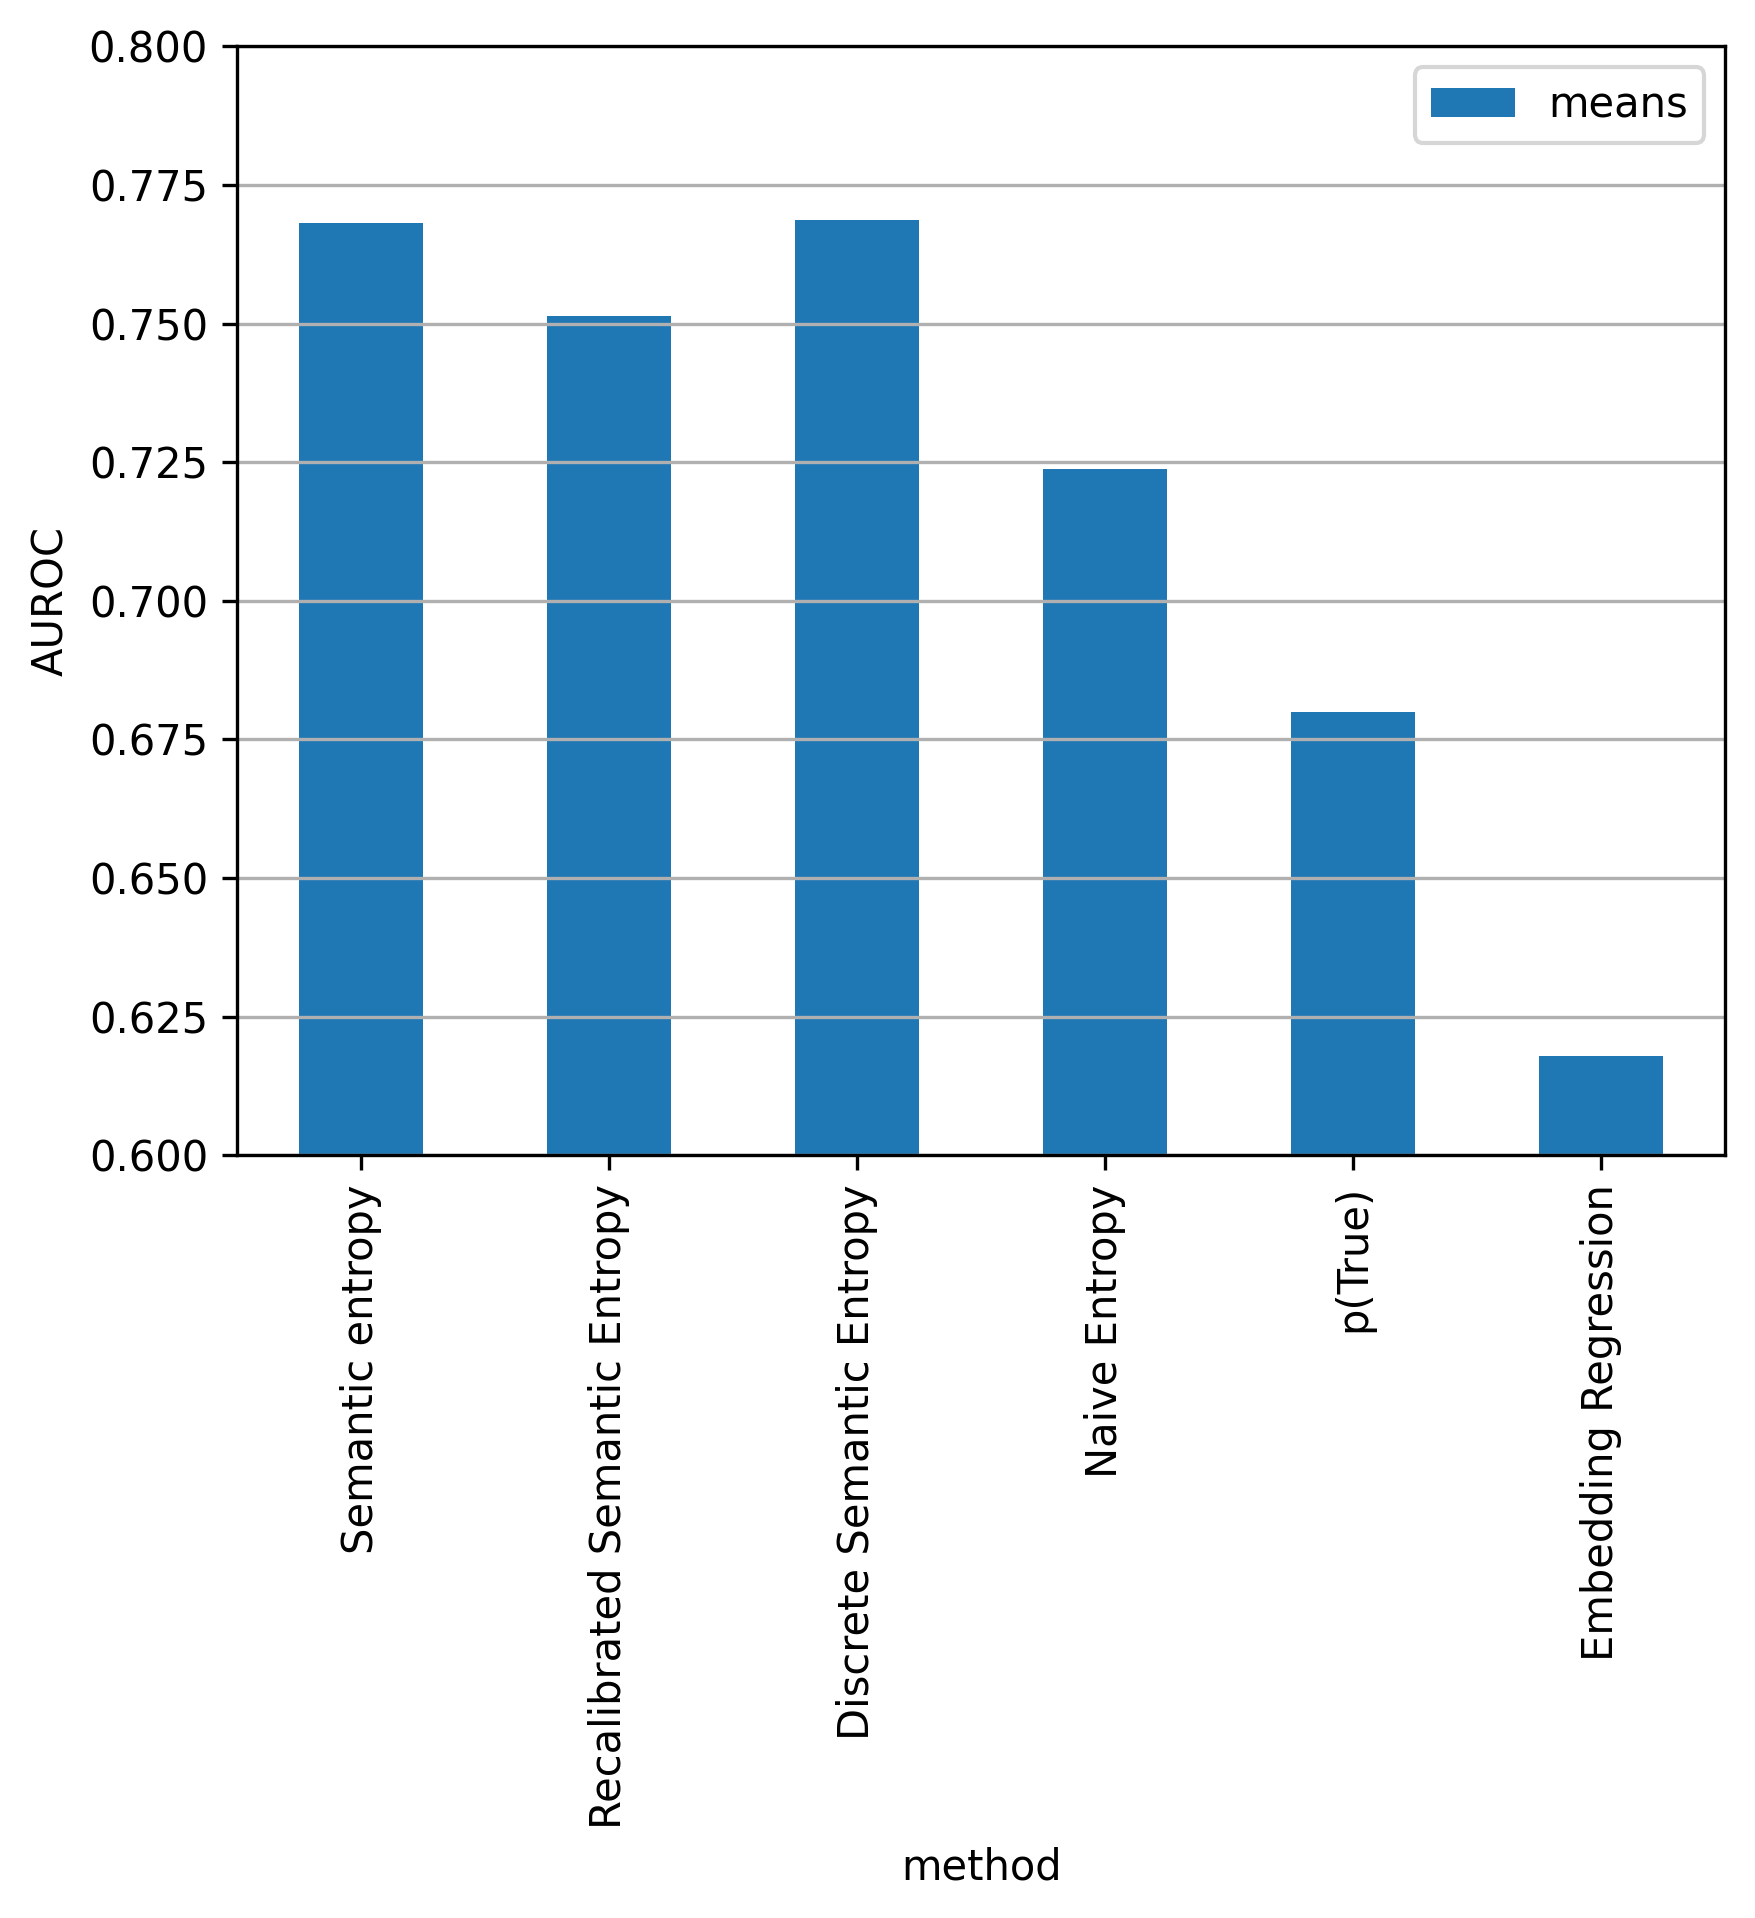 0.800
0.775
0.750
0.725
0.700
0.675
0.650
0.625
0.600
AUROC
means
Semantic entropy
Recalibrated Semantic Entropy
Discrete Semantic Entropy
Naive Entropy
p(True)
Embedding Regression
method